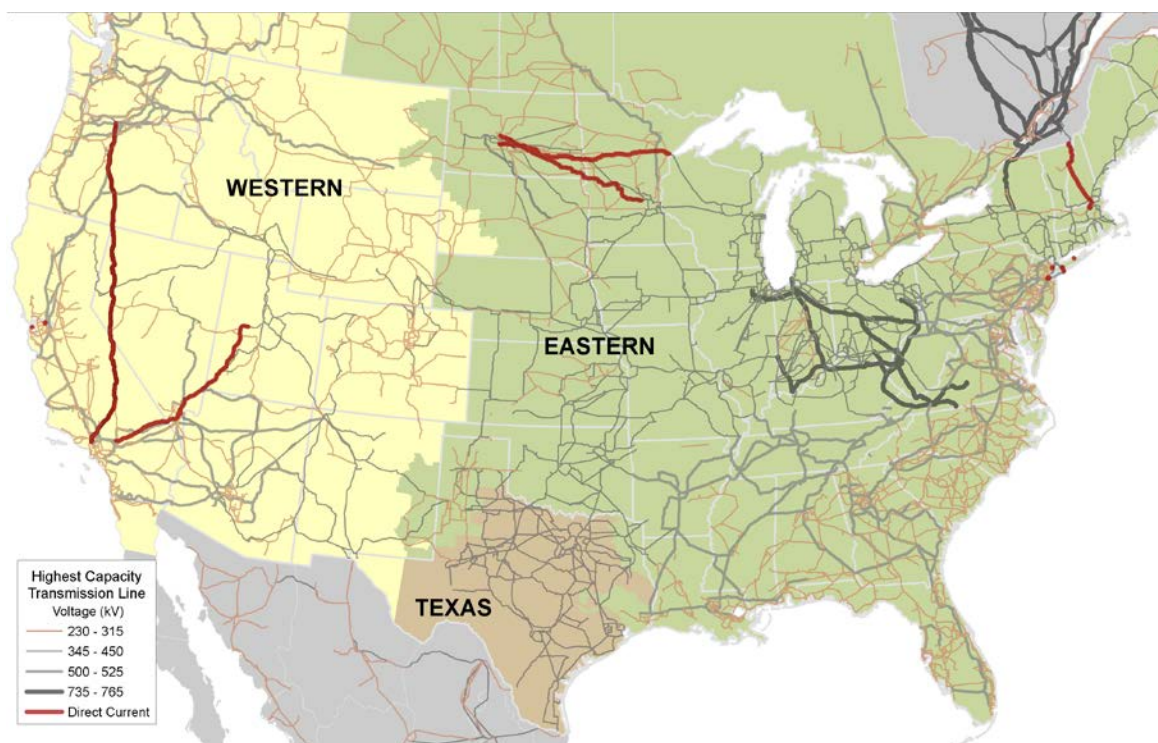 WESTERN
EASTERN
TEXAS
Highest Capacity
Transmission Line
Voltage (kV)
230 - 315
345 - 450
500 - 525
735 - 765
Direct Current